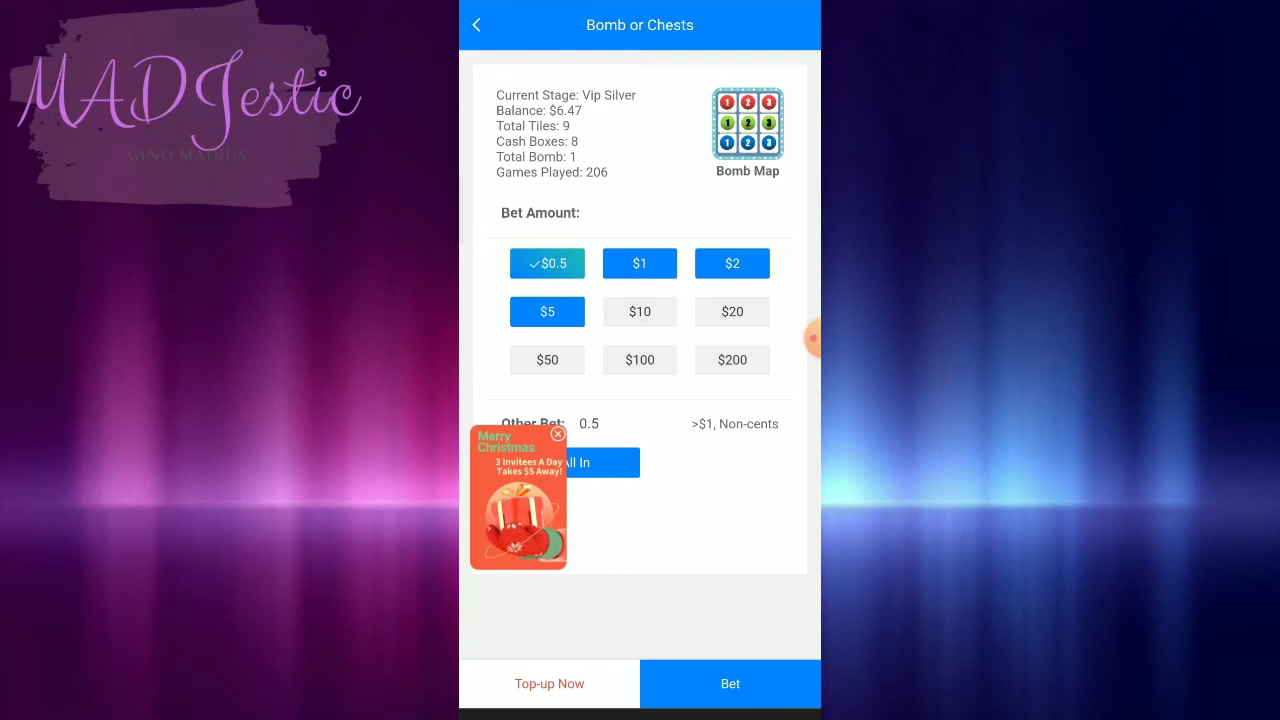 MADJestic
GINO MADJUS
Bomb or Chests
Current Stage: Vip Silver
Balance: $6.47
Total Tiles: 9
Cash Boxes: 8
Total Bomb: 1
Games Played: 206
1 2 3
1 2 3
1 2 3
Bomb Map
Bet Amount:
$0.5 $1 $2
$5 $10 $20
$50 $100 $200
Other Bet: 0.5 >$1, Non-cents
All In
Merry
Christmas
3 Invitees A Day
Takes $5 Away!
Top-up Now Bet